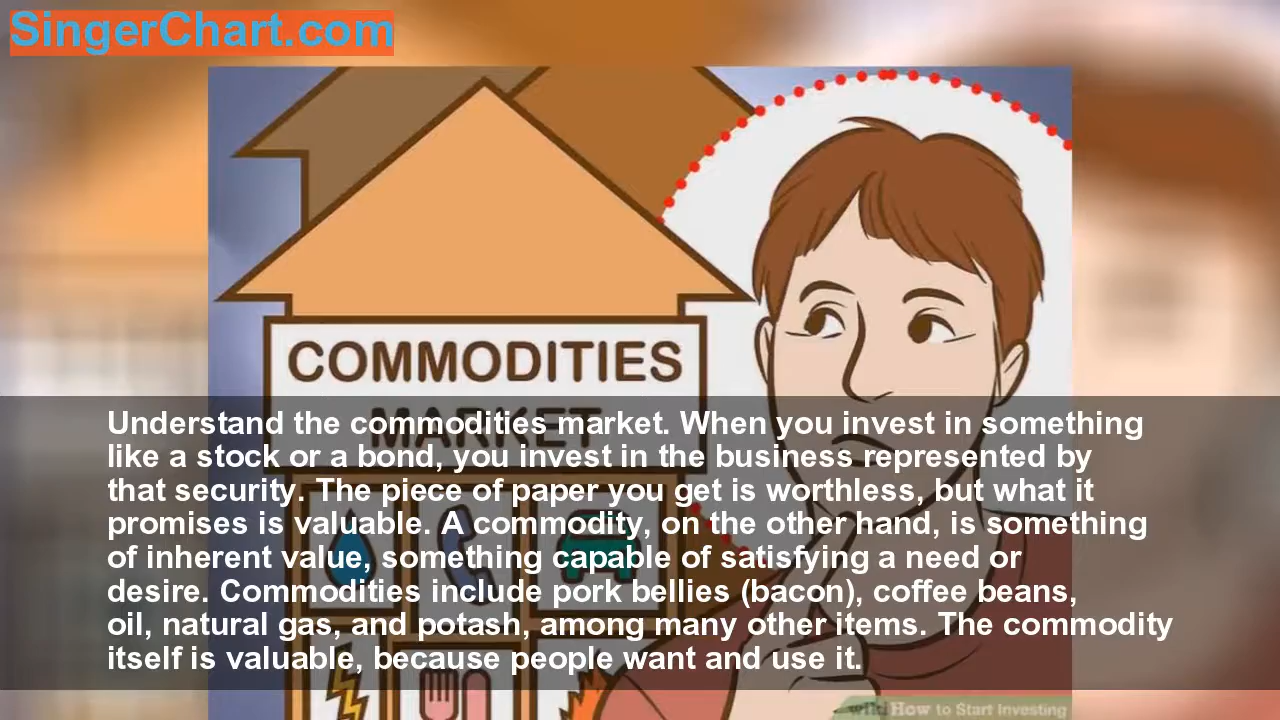 SingerChart.com
COMMODITIES
MARKET
Understand the commodities market. When you invest in something
like a stock or a bond, you invest in the business represented by
that security. The piece of paper you get is worthless, but what it
promises is valuable. A commodity, on the other hand, is something
of inherent value, something capable of satisfying a need or
desire. Commodities include pork bellies (bacon), coffee beans,
oil, natural gas, and potash, among many other items. The commodity
itself is valuable, because people want and use it.
wikiHow to Start Investing